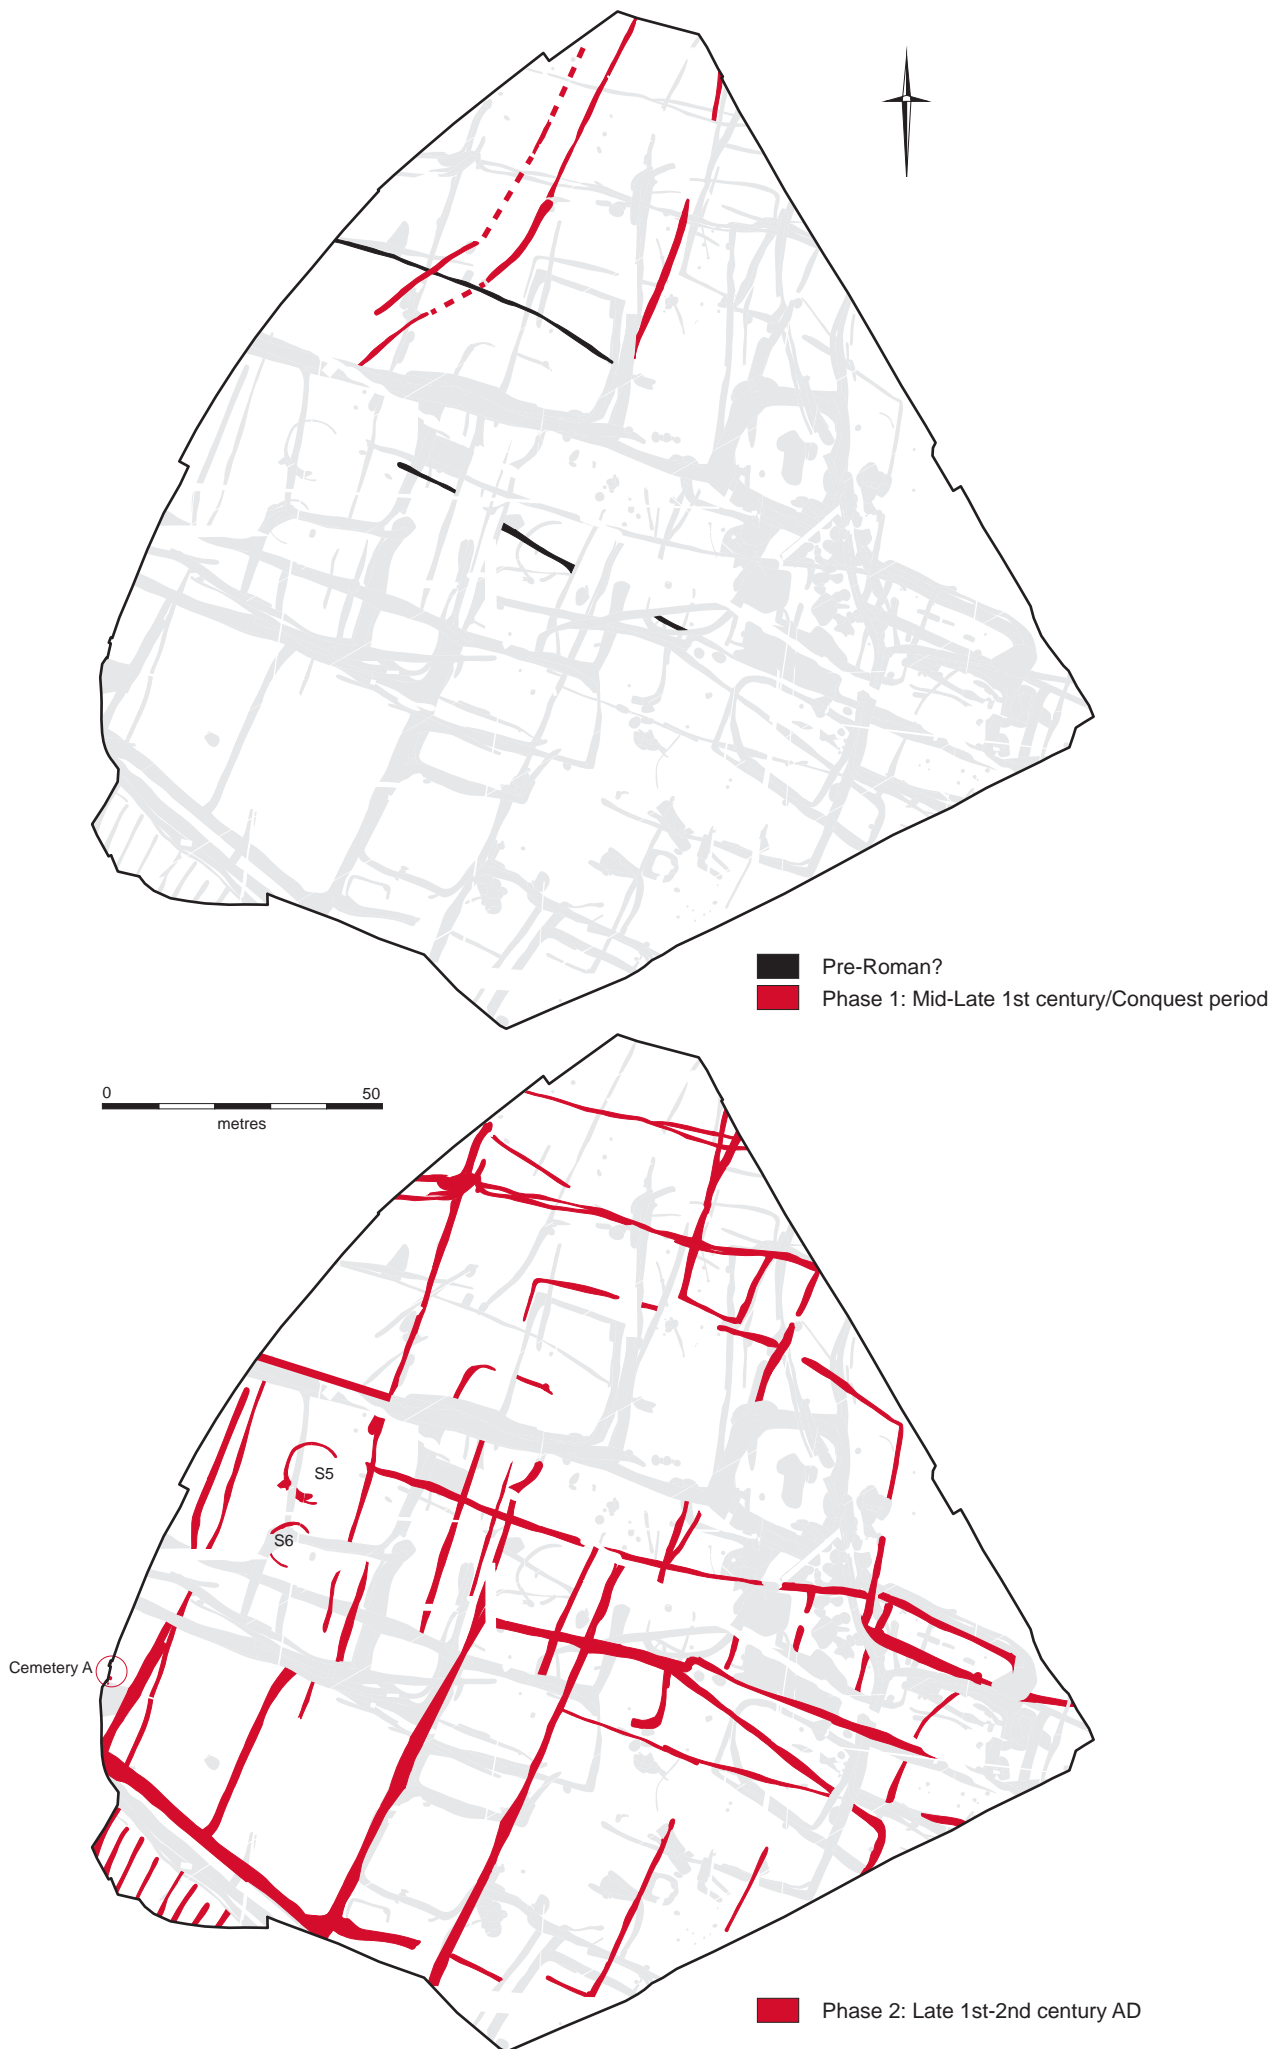 Pre-Roman?
Phase 1: Mid-Late 1st century/Conquest period
0 50
metres
S5
S6
Cemetery A
Phase 2: Late 1st-2nd century AD